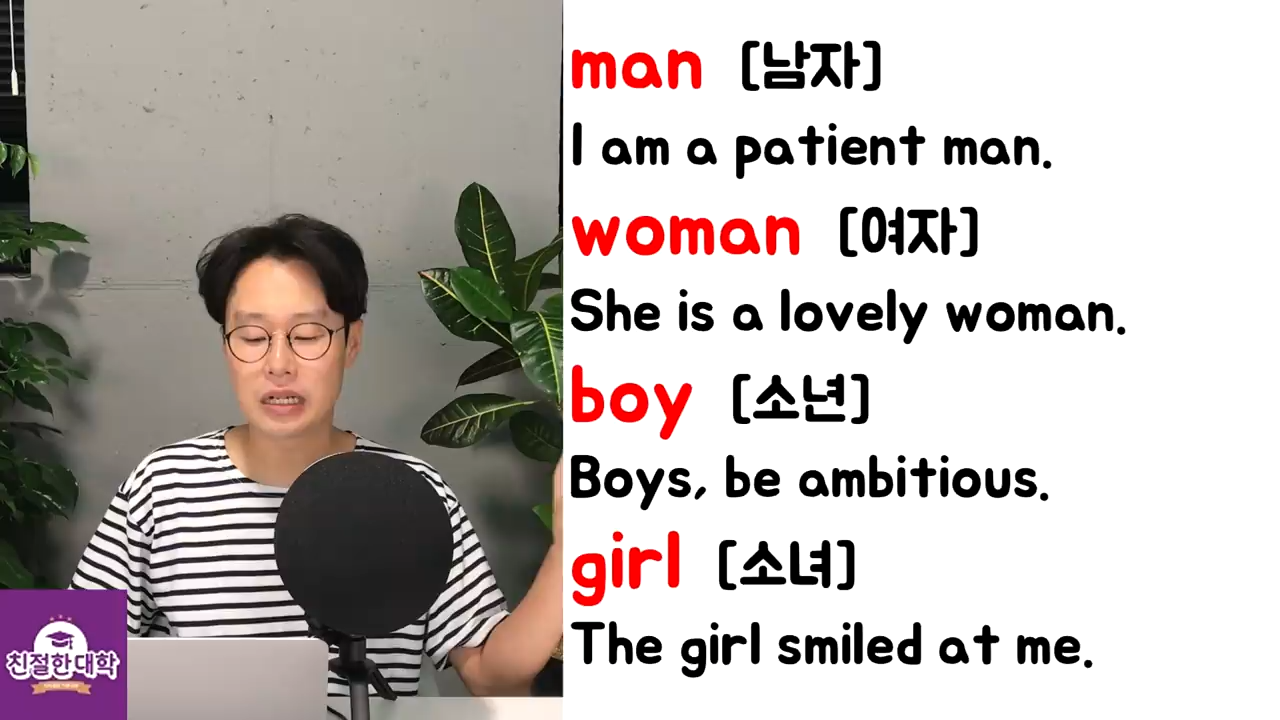 man [남자]
I am a patient man.
woman [여자]
She is a lovely woman.
boy [소년]
Boys, be ambitious.
girl [소녀]
The girl smiled at me.
친절한대학